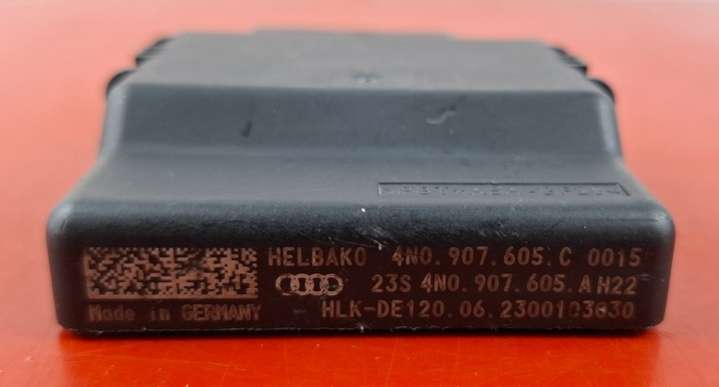 HELBAKO 4N0.907.605.C 0015
23S 4N0.907.605.A H22
Made in GERMANY HLK-DE120.06.2300103630